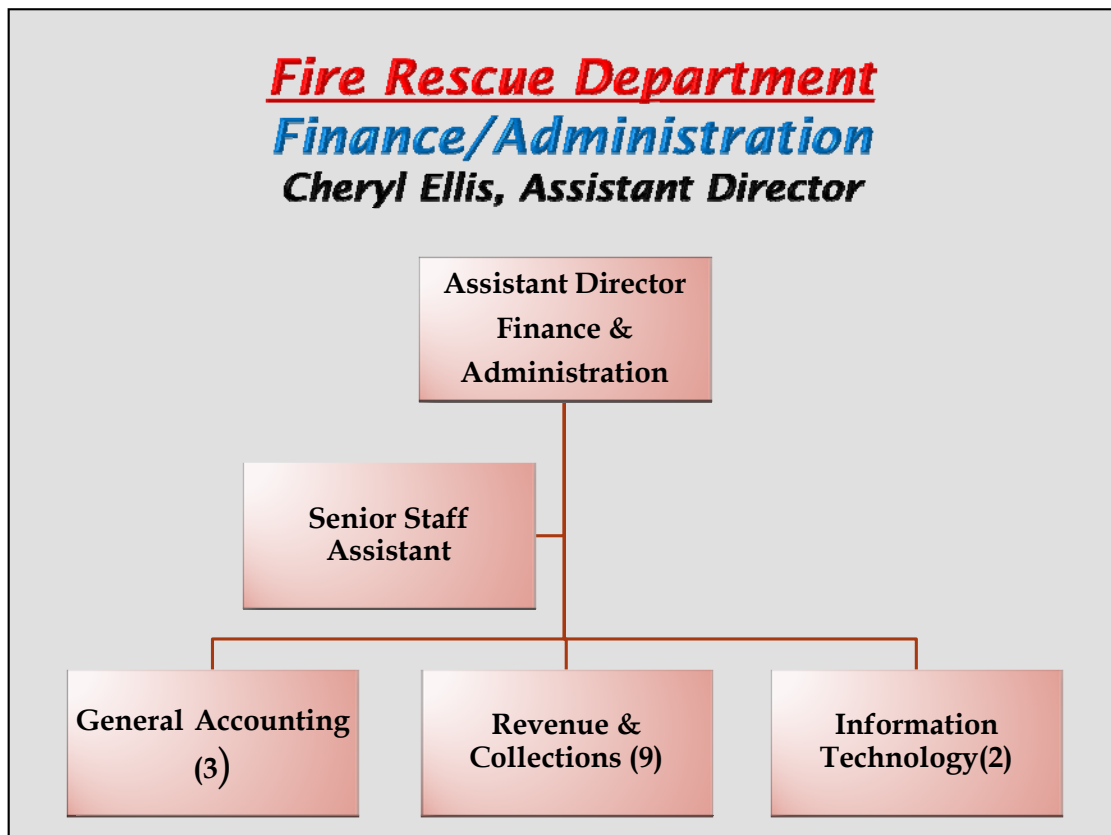 Fire Rescue Department
Finance/Administration
Cheryl Ellis, Assistant Director
Assistant Director
Finance &
Administration
Senior Staff
Assistant
General Accounting
(3)
Revenue &
Collections (9)
Information
Technology(2)